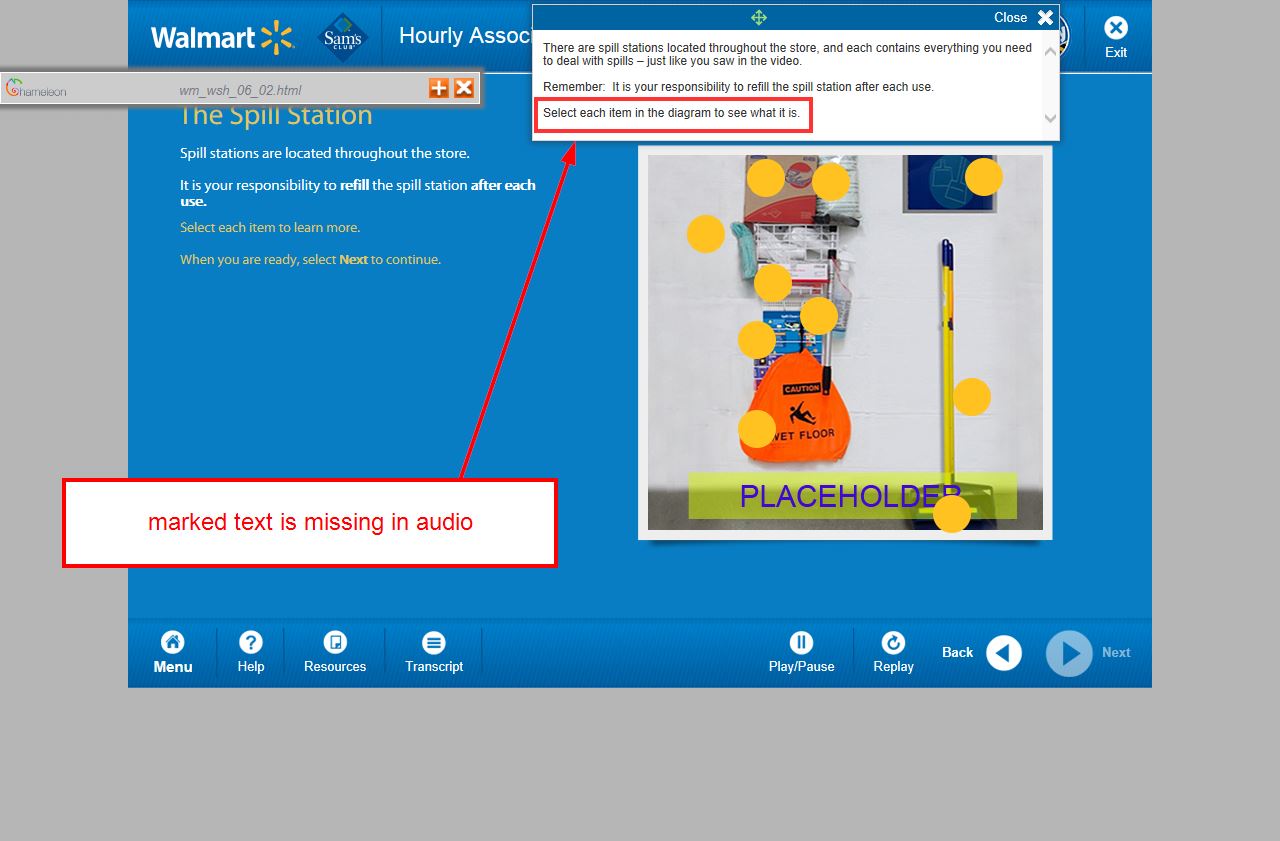 Walmart
Sam's
CLUB
Hourly Assoc
Close
Exit
There are spill stations located throughout the store, and each contains everything you need
to deal with spills – just like you saw in the video.
Remember:  It is your responsibility to refill the spill station after each use.
Select each item in the diagram to see what it is.
hameleon
wm_wsh_06_02.html
The Spill Station
Spill stations are located throughout the store.
It is your responsibility to refill the spill station after each
use.
Select each item to learn more.
When you are ready, select Next to continue.
CAUTION
WET FLOOR
PLACEHOLDER
marked text is missing in audio
Menu
Help
Resources
Transcript
Play/Pause
Replay
Back
Next